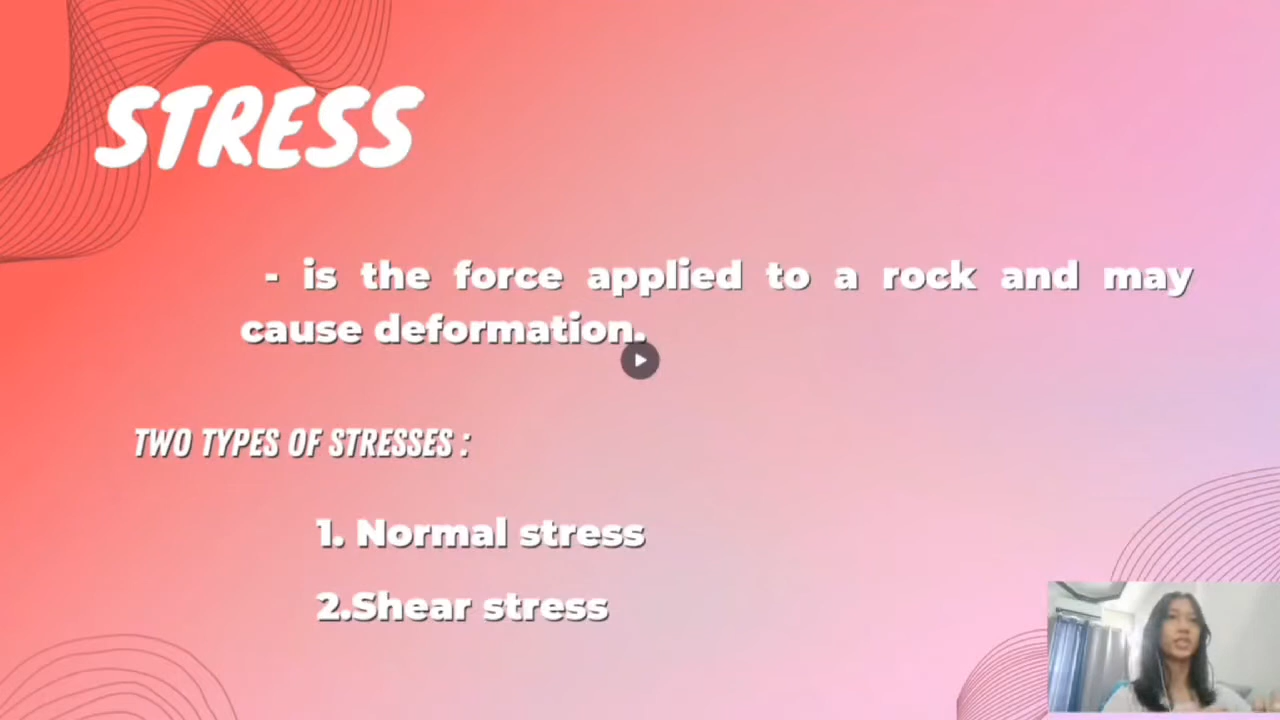 STRESS
- is the force applied to a rock and may
cause deformation.
TWO TYPES OF STRESSES :
1. Normal stress
2.Shear stress